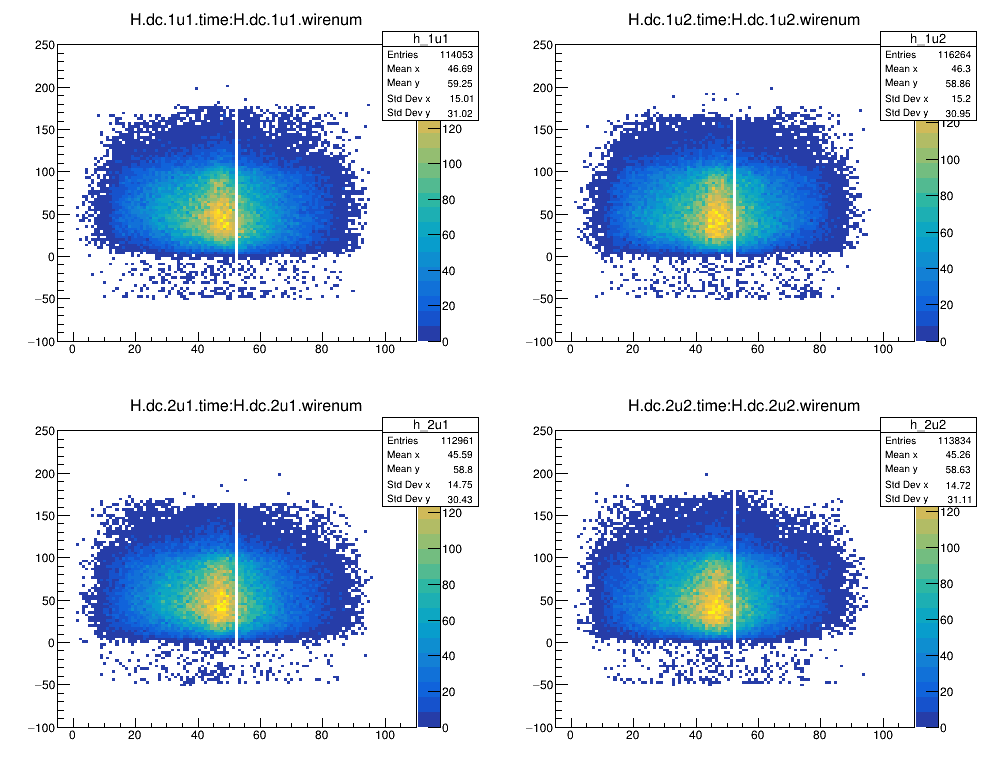 H.dc.1u1.time:H.dc.1u1.wirenum
h_1u1
Entries 114053
Mean x 46.69
Mean y 59.25
Std Dev x 15.01
Std Dev y 31.02
250
200
150
100
50
0
−50
−100
0 20 40 60 80 100
120
100
80
60
40
20
0
H.dc.1u2.time:H.dc.1u2.wirenum
h_1u2
Entries 116264
Mean x 46.3
Mean y 58.86
Std Dev x 15.2
Std Dev y 30.95
250
200
150
100
50
0
−50
−100
0 20 40 60 80 100
120
100
80
60
40
20
0
H.dc.2u1.time:H.dc.2u1.wirenum
h_2u1
Entries 112961
Mean x 45.59
Mean y 58.8
Std Dev x 14.75
Std Dev y 30.43
250
200
150
100
50
0
−50
−100
0 20 40 60 80 100
120
100
80
60
40
20
0
H.dc.2u2.time:H.dc.2u2.wirenum
h_2u2
Entries 113834
Mean x 45.26
Mean y 58.63
Std Dev x 14.72
Std Dev y 31.11
250
200
150
100
50
0
−50
−100
0 20 40 60 80 100
120
100
80
60
40
20
0